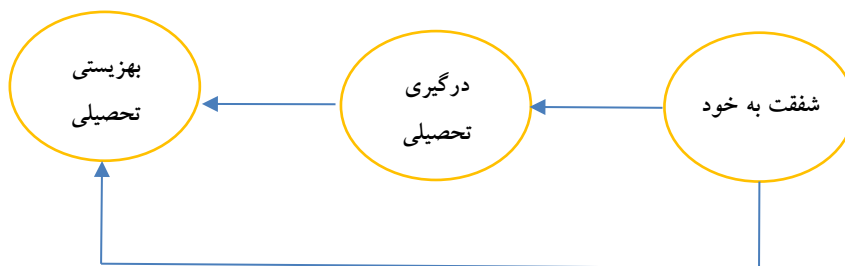 شفقت به خود
درگیری
تحصیلی
بهزیستی
تحصیلی